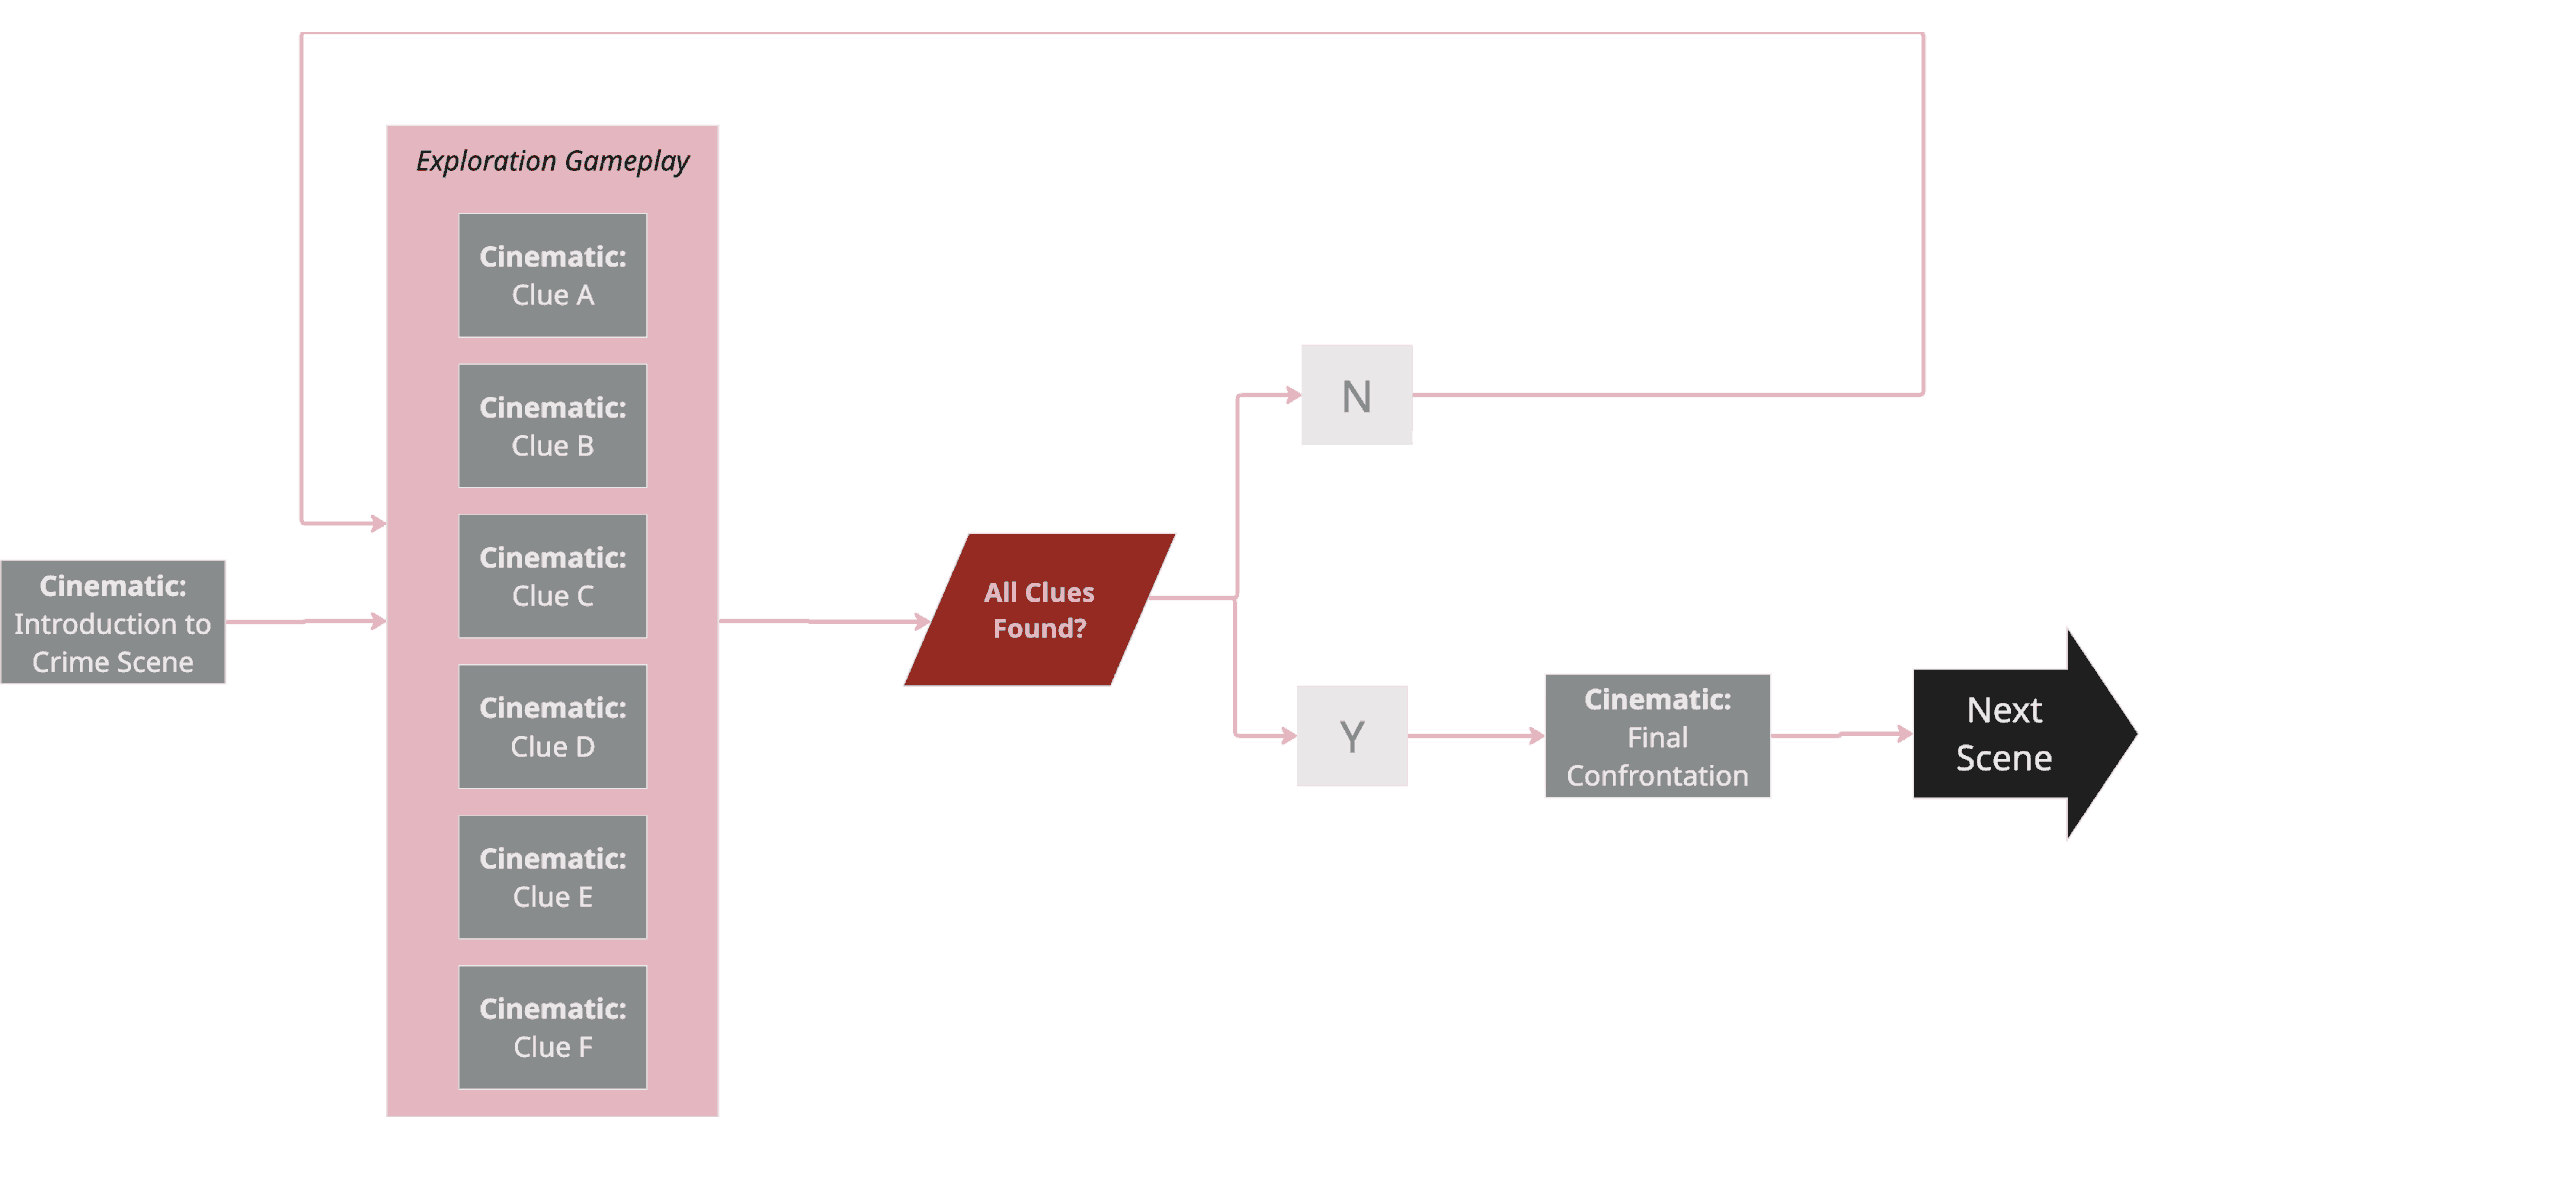 Exploration Gameplay
Cinematic:
Clue A
Cinematic:
Clue B
Cinematic:
Clue C
Cinematic:
Clue D
Cinematic:
Clue E
Cinematic:
Clue F
Cinematic:
Introduction to
Crime Scene
All Clues
Found?
N
Y
Cinematic:
Final
Confrontation
Next
Scene